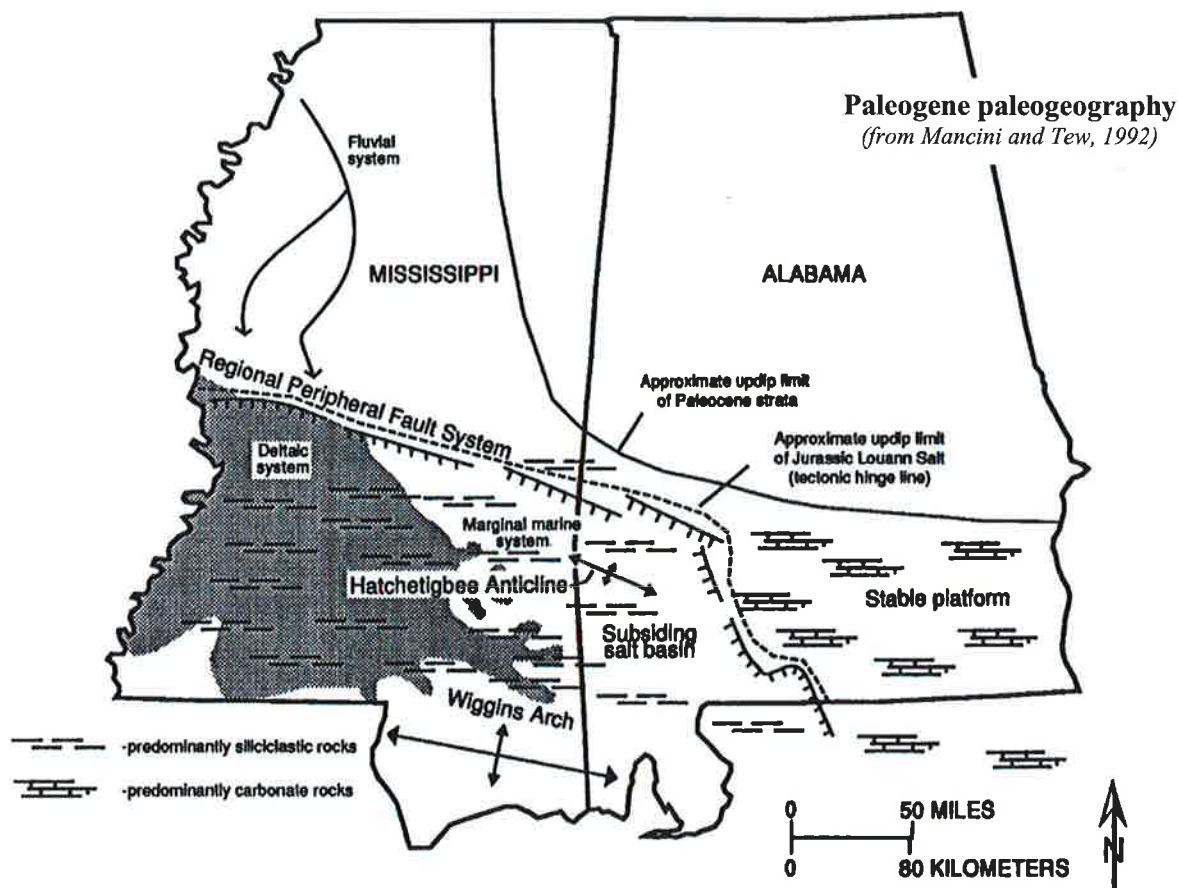 Paleogene paleogeography
(from Mancini and Tew, 1992)
Fluvial
system
MISSISSIPPI
ALABAMA
Regional Peripheral Fault System
Approximate updip limit
of Paleocene strata
Approximate updip limit
of Jurassic Louann Salt
(tectonic hinge line)
Deltaic
system
Marginal marine
system
Hatchetigbee Anticline
Stable platform
Subsiding
salt basin
Wiggins Arch
-predominantly siliciclastic rocks
-predominantly carbonate rocks
0 50 MILES
0 80 KILOMETERS
N